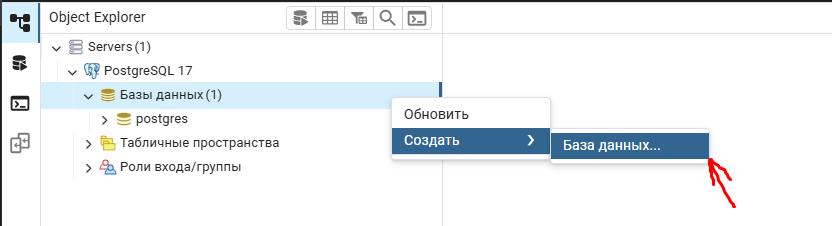 Object Explorer
Servers (1)
PostgreSQL 17
Базы данных (1)
postgres
Табличные пространства
Роли входа/группы
Обновить
Создать
База данных...